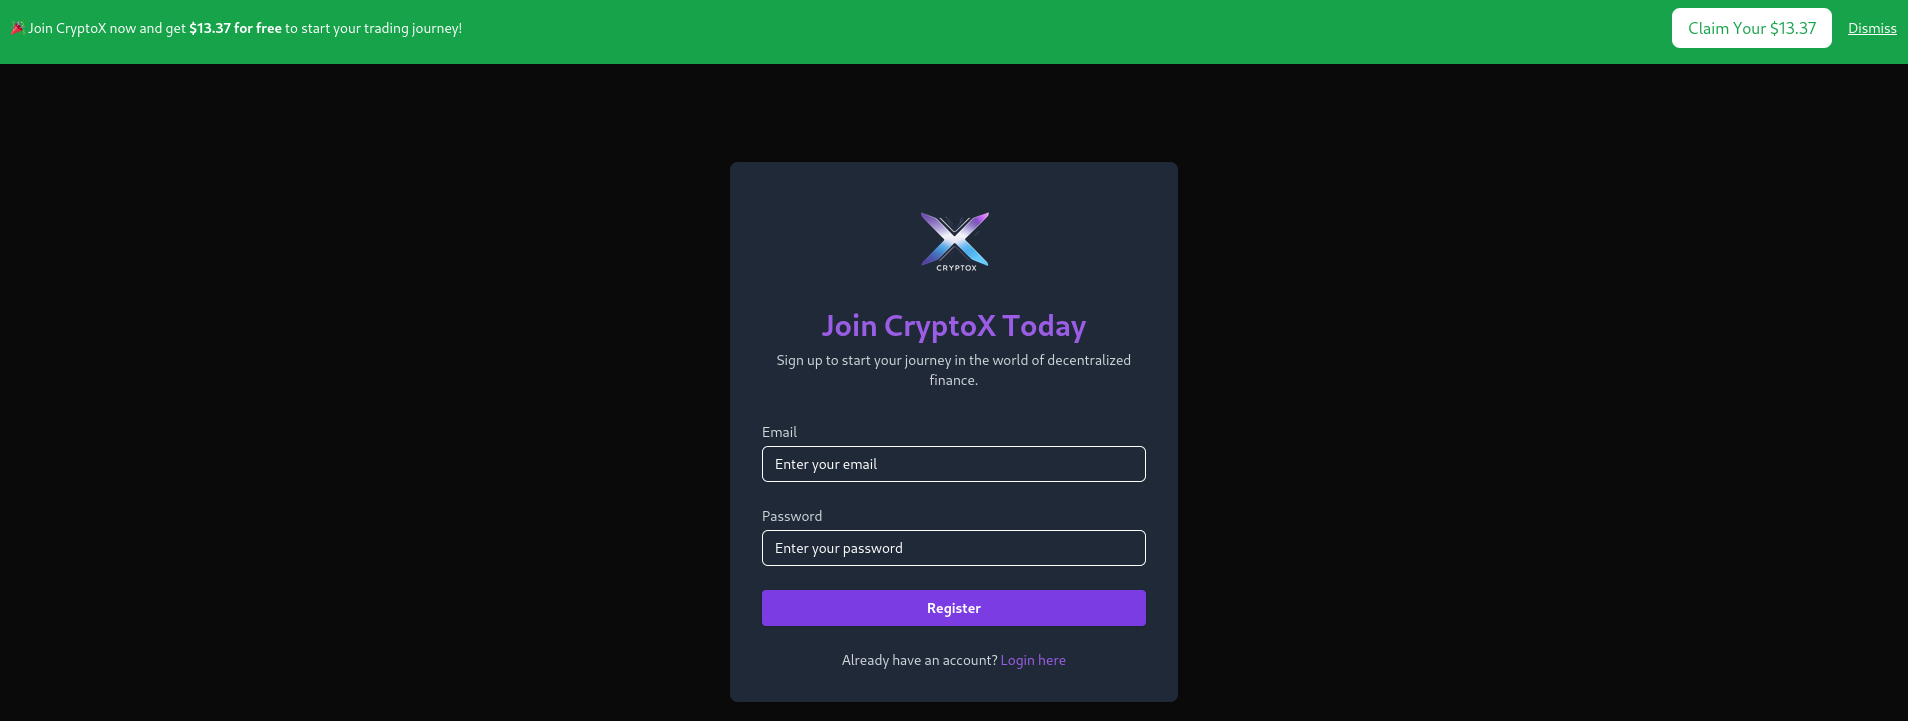 🎉 Join CryptoX now and get $13.37 for free to start your trading journey!
Claim Your $13.37
Dismiss
CRYPTOX
Join CryptoX Today
Sign up to start your journey in the world of decentralized
finance.
Email
Enter your email
Password
Enter your password
Register
Already have an account? Login here